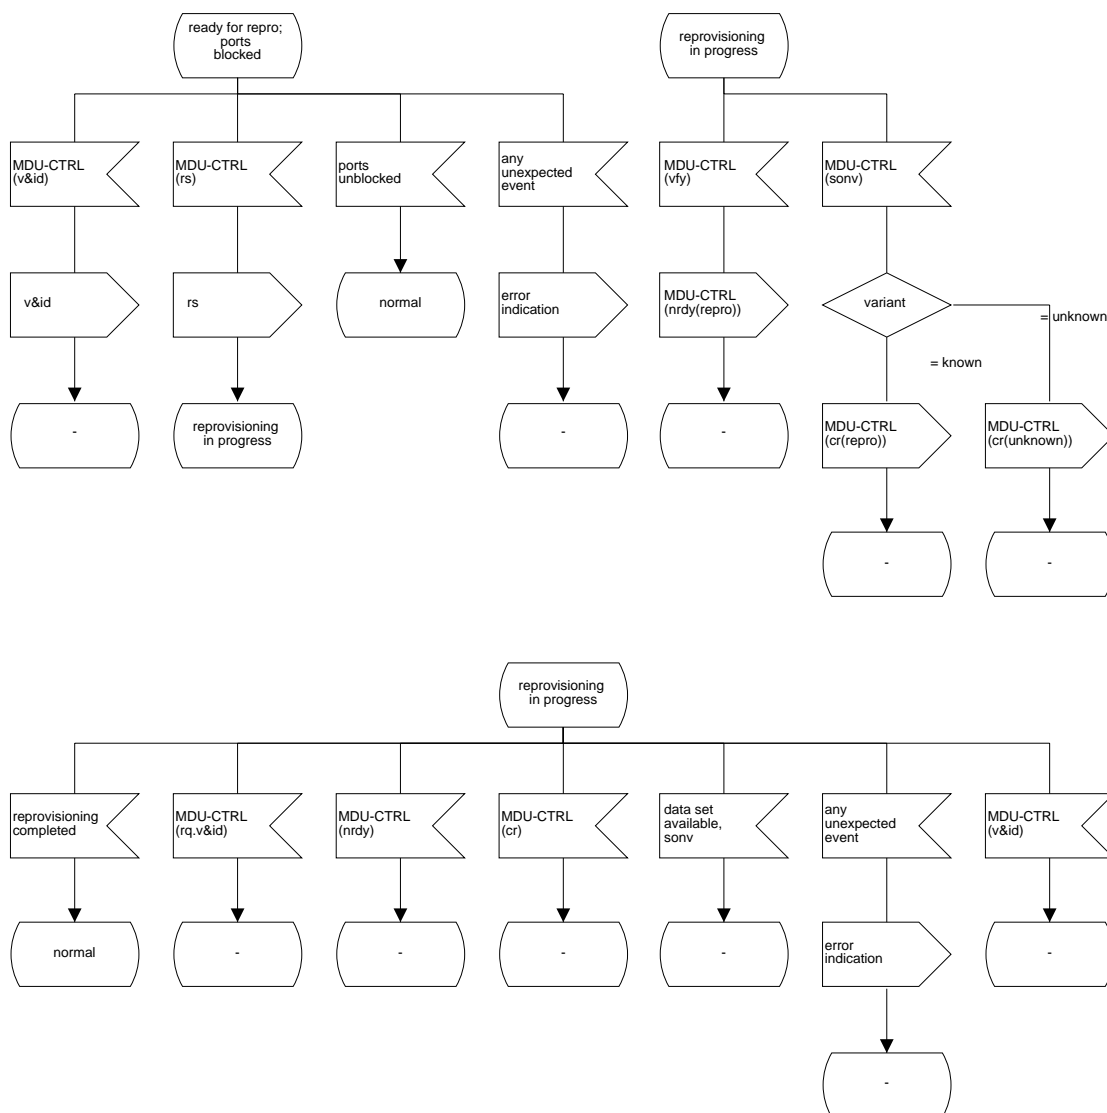 ready for repro;
ports
blocked
reprovisioning
in progress
MDU-CTRL
(v&id)
MDU-CTRL
(rs)
ports
unblocked
any
unexpected
event
MDU-CTRL
(vfy)
MDU-CTRL
(sonv)
v&id
rs
normal
error
indication
MDU-CTRL
(nrdy(repro))
variant
= unknown
= known
-
reprovisioning
in progress
-
-
MDU-CTRL
(cr(repro))
MDU-CTRL
(cr(unknown))
-
-
reprovisioning
in progress
reprovisioning
completed
MDU-CTRL
(rq.v&id)
MDU-CTRL
(nrdy)
MDU-CTRL
(cr)
data set
available,
sonv
any
unexpected
event
MDU-CTRL
(v&id)
normal
-
-
-
-
error
indication
-
-